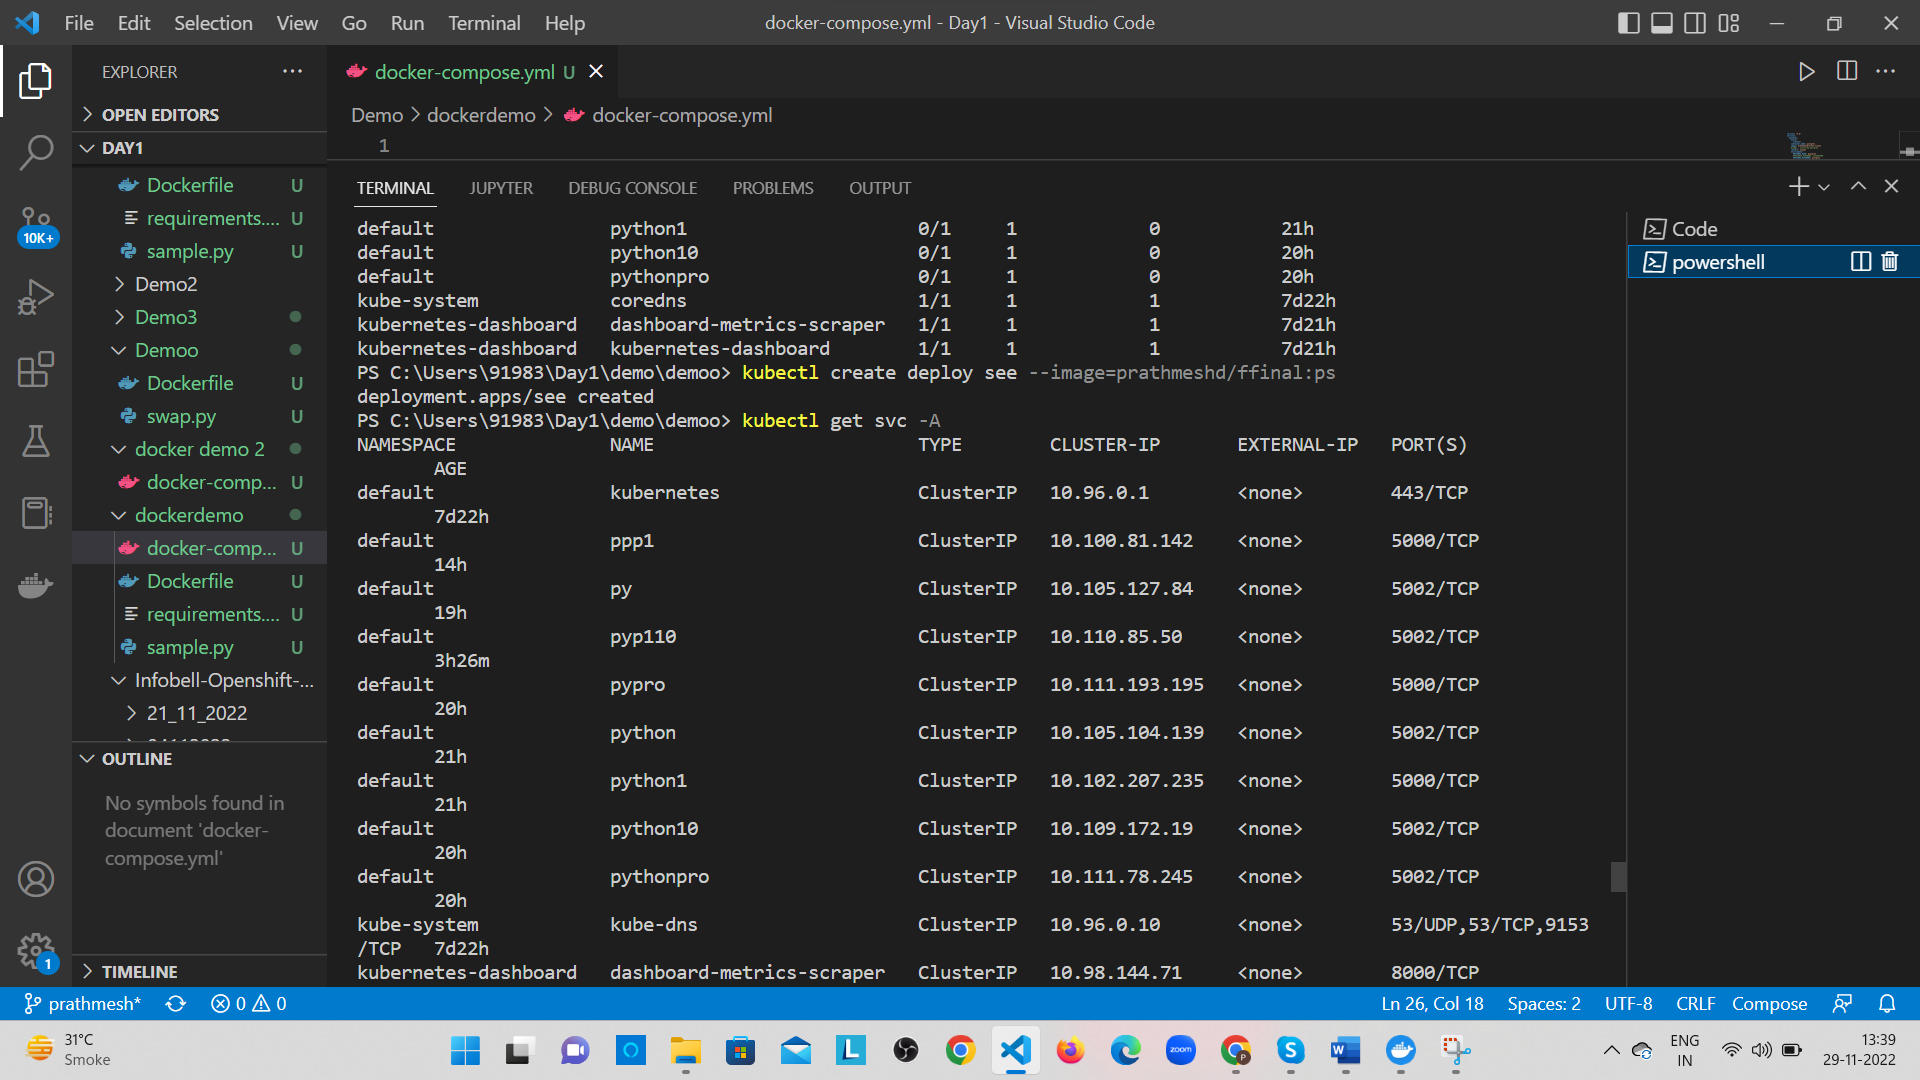 File Edit Selection View Go Run Terminal Help
docker-compose.yml - Day1 - Visual Studio Code
EXPLORER
OPEN EDITORS
DAY1
Dockerfile U
requirements.... U
sample.py U
Demo2
Demo3
Demoo
Dockerfile U
swap.py U
docker demo 2
docker-comp... U
dockerdemo
docker-comp... U
Dockerfile U
requirements.... U
sample.py U
Infobell-Openshift-...
21_11_2022
OUTLINE
No symbols found in
document 'docker-
compose.yml'
TIMELINE
10K+
1
docker-compose.yml U
Demo > dockerdemo > docker-compose.yml
1
TERMINAL JUPYTER DEBUG CONSOLE PROBLEMS OUTPUT
default python1 0/1 1 0 21h
default python10 0/1 1 0 20h
default pythonpro 0/1 1 0 20h
kube-system coredns 1/1 1 1 7d22h
kubernetes-dashboard dashboard-metrics-scraper 1/1 1 1 7d21h
kubernetes-dashboard kubernetes-dashboard 1/1 1 1 7d21h
PS C:\Users\91983\Day1\demo\demoo> kubectl create deploy see --image=prathmeshd/ffinal:ps
deployment.apps/see created
PS C:\Users\91983\Day1\demo\demoo> kubectl get svc -A
NAMESPACE NAME TYPE CLUSTER-IP EXTERNAL-IP PORT(S)
AGE
default kubernetes ClusterIP 10.96.0.1 <none> 443/TCP
7d22h
default ppp1 ClusterIP 10.100.81.142 <none> 5000/TCP
14h
default py ClusterIP 10.105.127.84 <none> 5002/TCP
19h
default pyp110 ClusterIP 10.110.85.50 <none> 5002/TCP
3h26m
default pypro ClusterIP 10.111.193.195 <none> 5000/TCP
20h
default python ClusterIP 10.105.104.139 <none> 5002/TCP
21h
default python1 ClusterIP 10.102.207.235 <none> 5000/TCP
21h
default python10 ClusterIP 10.109.172.19 <none> 5002/TCP
20h
default pythonpro ClusterIP 10.111.78.245 <none> 5002/TCP
20h
kube-system kube-dns ClusterIP 10.96.0.10 <none> 53/UDP,53/TCP,9153
/TCP 7d22h
kubernetes-dashboard dashboard-metrics-scraper ClusterIP 10.98.144.71 <none> 8000/TCP
Code
powershell
prathmesh* 0 0 Ln 26, Col 18 Spaces: 2 UTF-8 CRLF Compose
31°C
Smoke
zoom
ENG
IN
13:39
29-11-2022